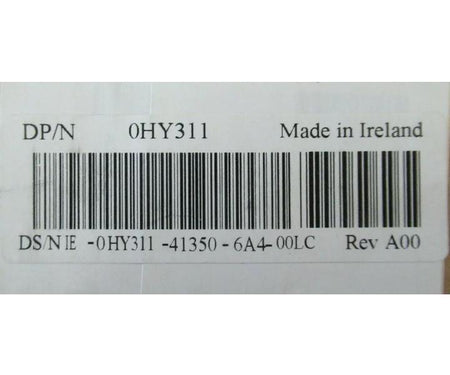 DP/N 0HY311 Made in Ireland
DS/N IE -0HY311 -41350 - 6A4- 00LC Rev A00